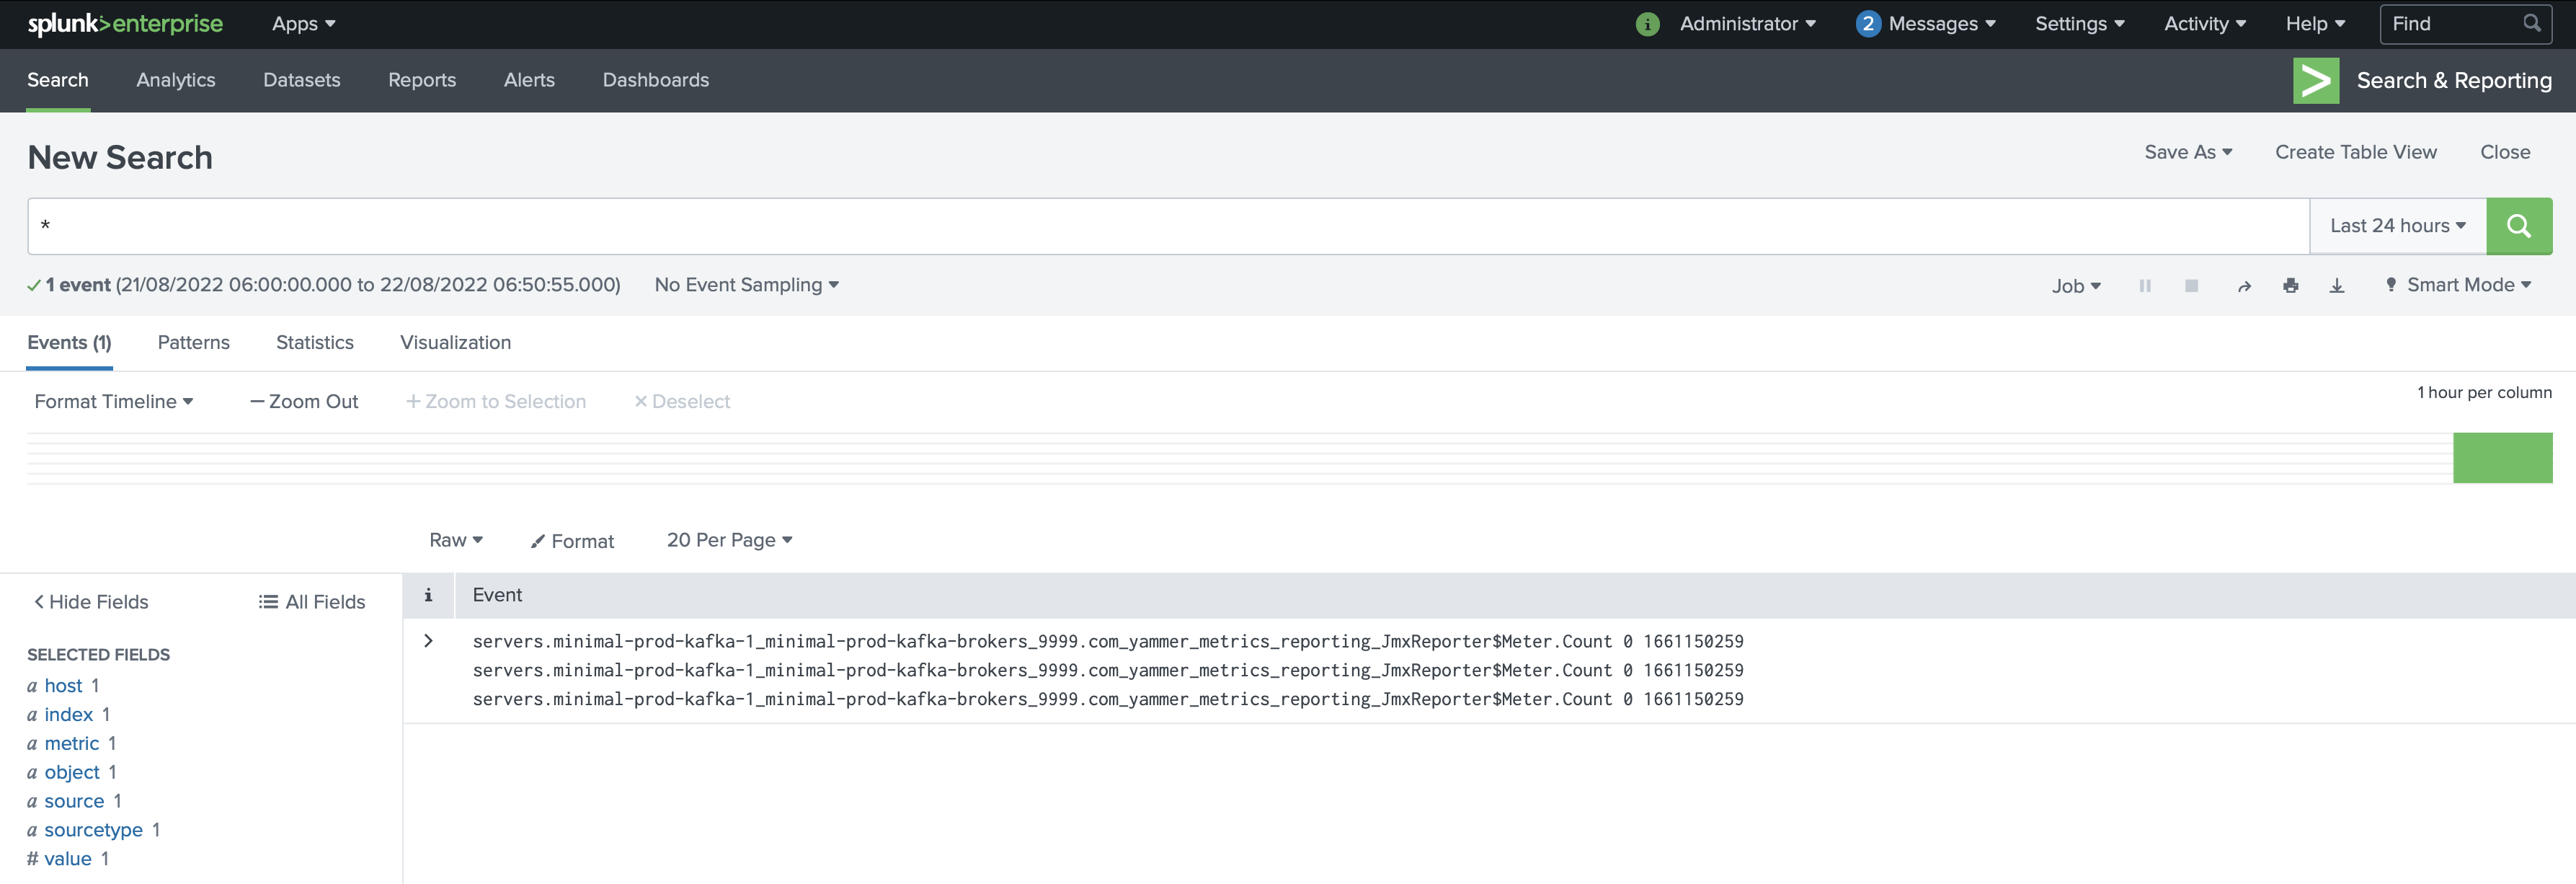 splunk>enterprise Apps i Administrator 2 Messages Settings Activity Help Find
Search Analytics Datasets Reports Alerts Dashboards > Search & Reporting
New Search Save As Create Table View Close
* Last 24 hours
1 event (21/08/2022 06:00:00.000 to 22/08/2022 06:50:55.000) No Event Sampling Job Smart Mode
Events (1) Patterns Statistics Visualization
Format Timeline — Zoom Out + Zoom to Selection × Deselect 1 hour per column
Raw Format 20 Per Page
< Hide Fields All Fields i Event
> servers.minimal-prod-kafka-1_minimal-prod-kafka-brokers_9999.com_yammer_metrics_reporting_JmxReporter$Meter.Count 0 1661150259
servers.minimal-prod-kafka-1_minimal-prod-kafka-brokers_9999.com_yammer_metrics_reporting_JmxReporter$Meter.Count 0 1661150259
servers.minimal-prod-kafka-1_minimal-prod-kafka-brokers_9999.com_yammer_metrics_reporting_JmxReporter$Meter.Count 0 1661150259
SELECTED FIELDS
a host 1
a index 1
a metric 1
a object 1
a source 1
a sourcetype 1
# value 1